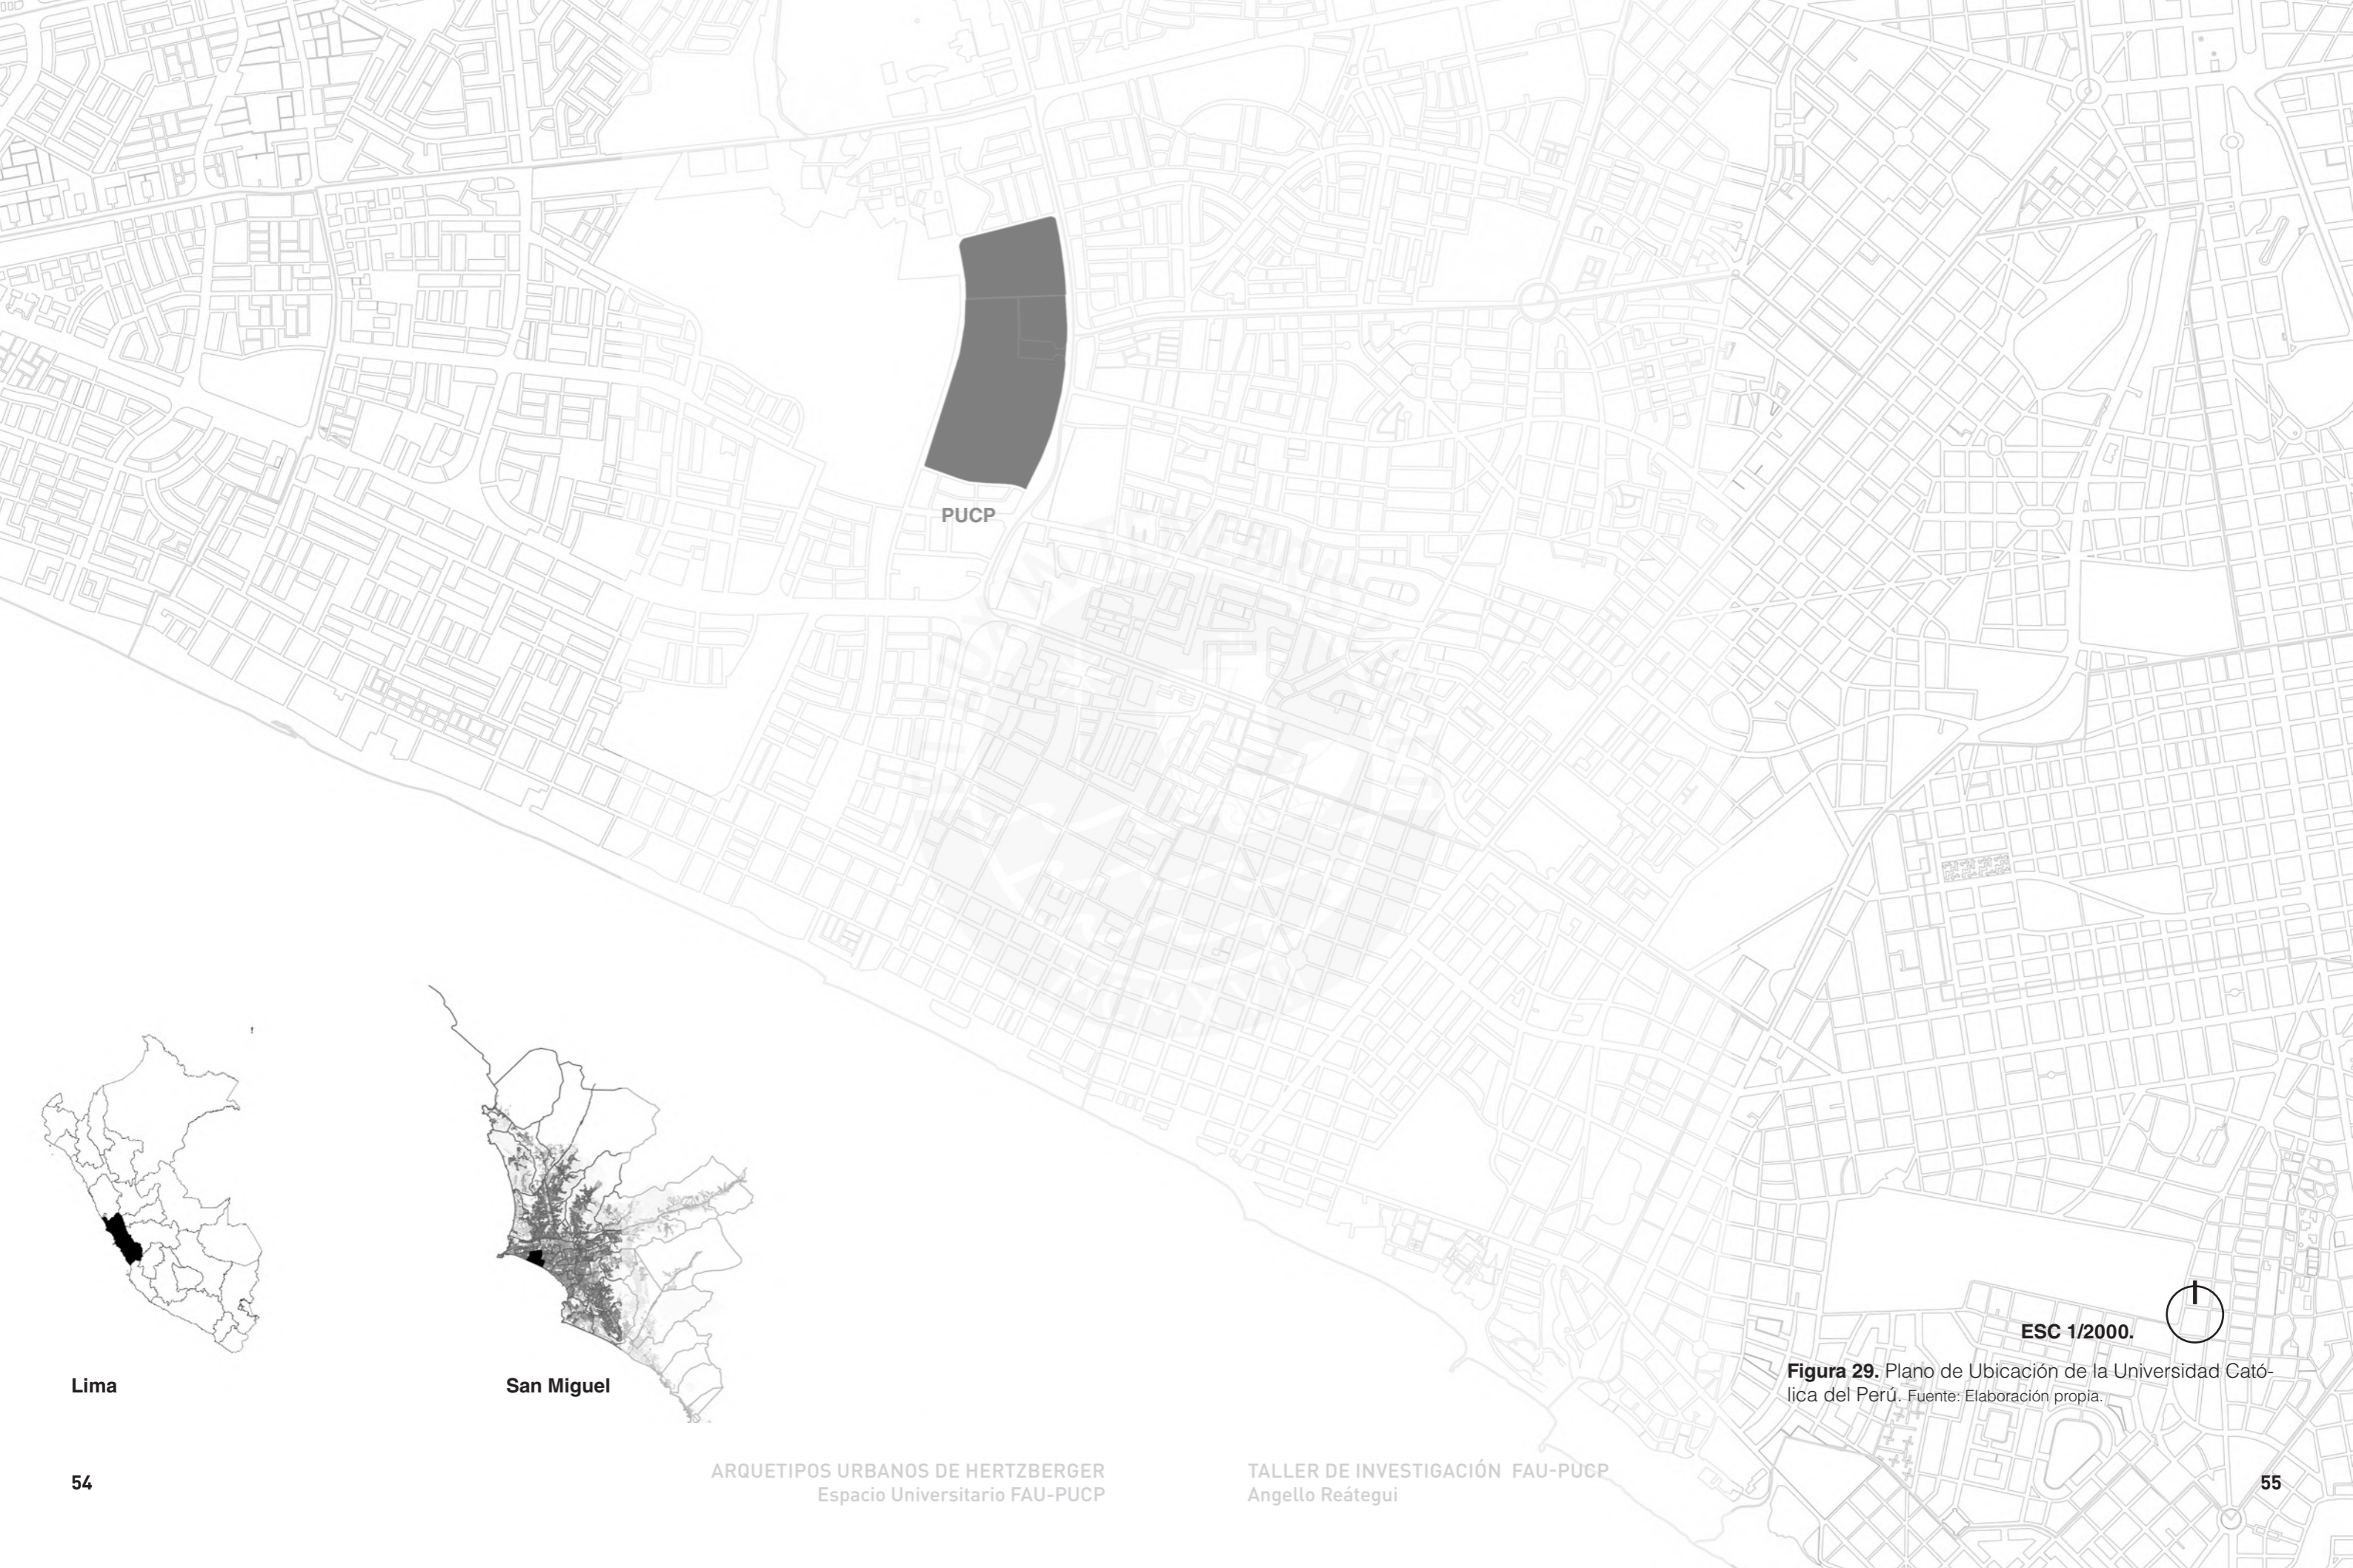 PUCP
Lima
San Miguel
ESC 1/2000.
Figura 29. Plano de Ubicación de la Universidad Cató-
lica del Perú. Fuente: Elaboración propia.
54
ARQUETIPOS URBANOS DE HERTZBERGER
Espacio Universitario FAU-PUCP
TALLER DE INVESTIGACIÓN FAU-PUCP
Angello Reátegui
55